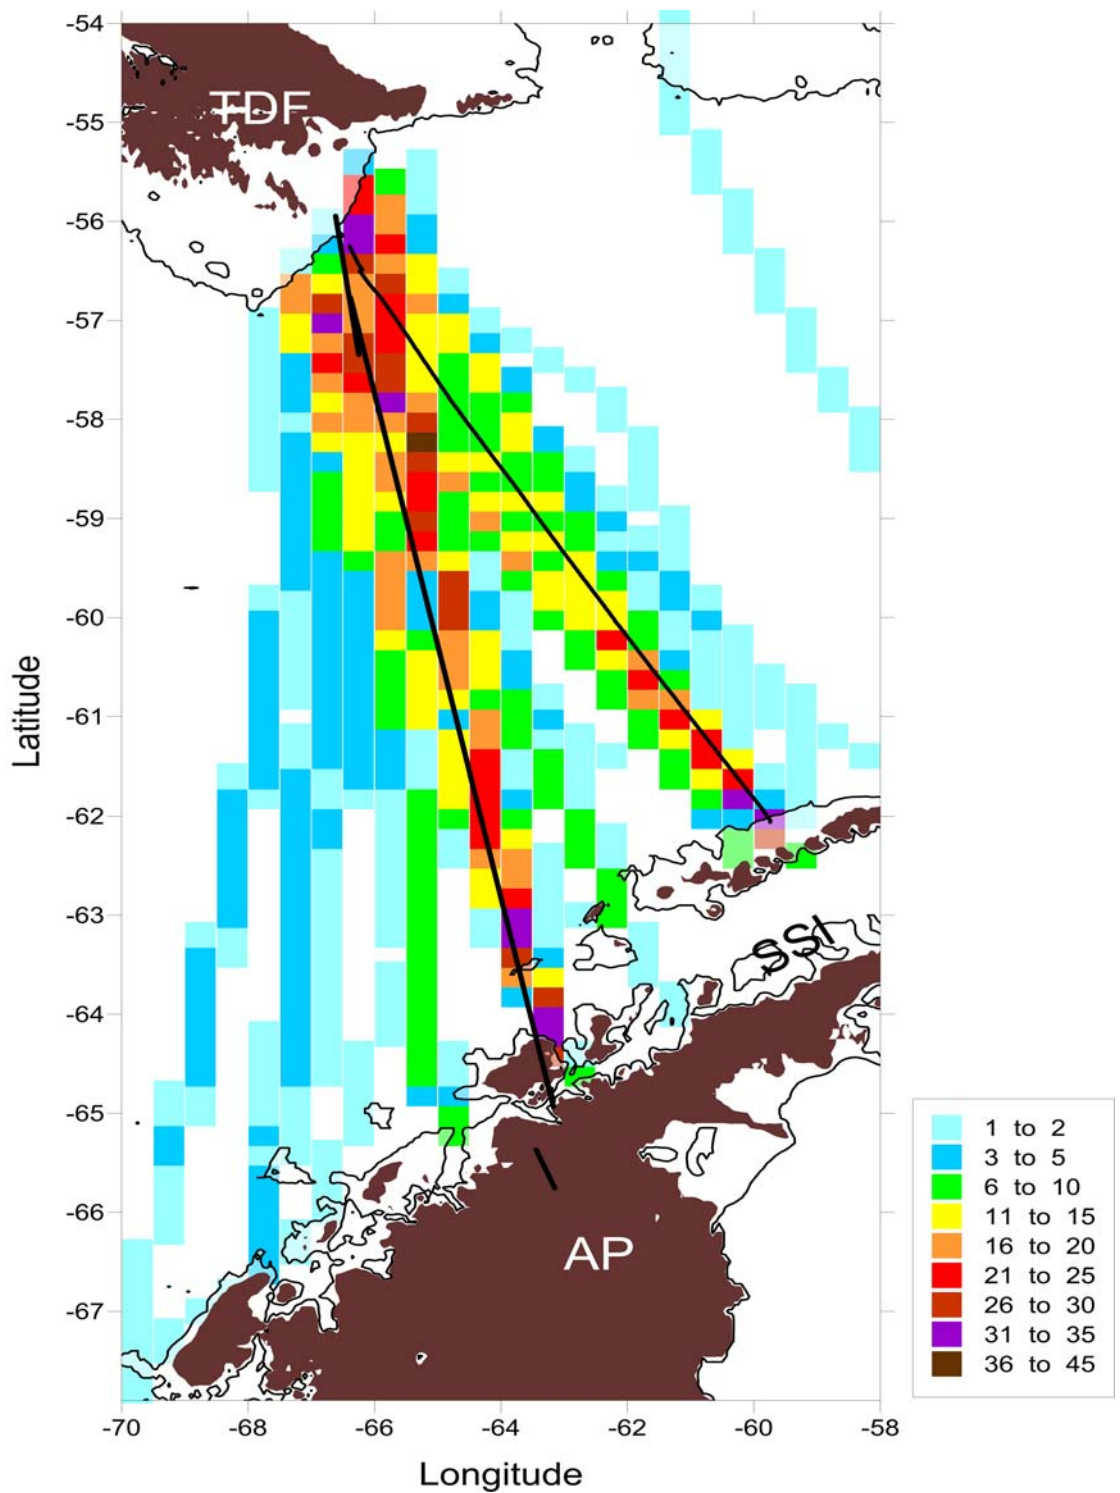 -54
TDF
-55
-56
-57
-58
-59
-60
-61
-62
-63
SSI
-64
-65
-66
AP
-67
Latitude
-70
-68
-66
-64
-62
-60
-58
Longitude
1 to 2
3 to 5
6 to 10
11 to 15
16 to 20
21 to 25
26 to 30
31 to 35
36 to 45